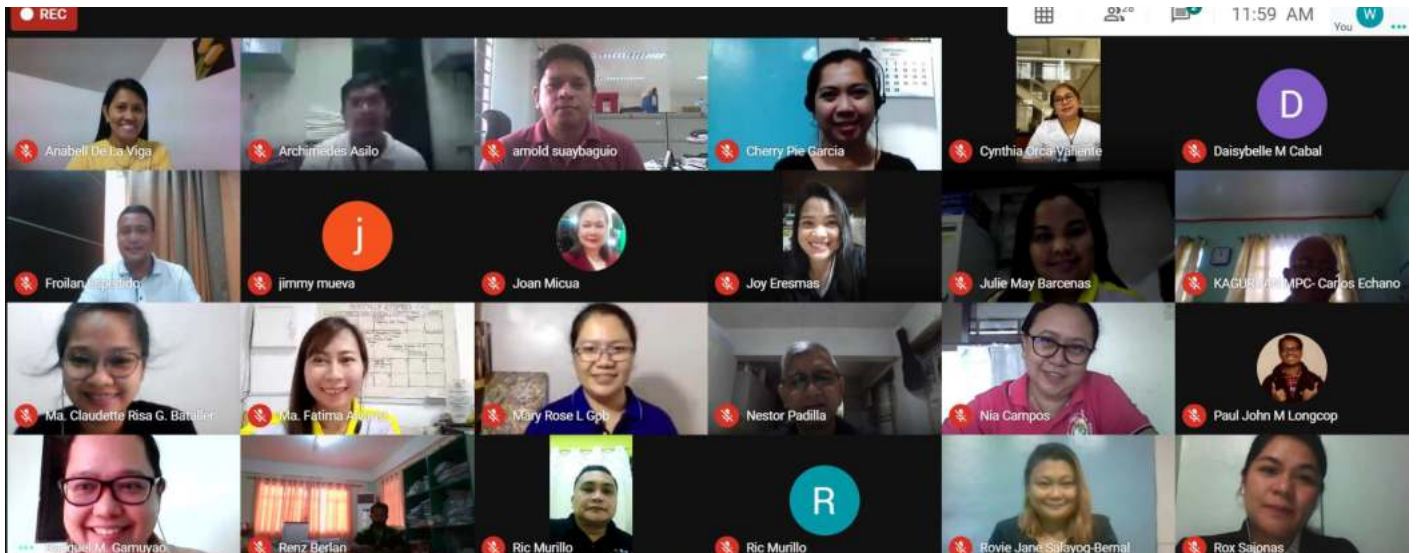 REC
28
11:59 AM
You
W
Anabell De La Viga
Archimedes Asilo
arnold suaybaguio
Cherry Pie Garcia
Cynthia Orca-Valiente
D
Daisybelle M Cabal
Froilan
j
jimmy mueva
Joan Micua
Joy Eresmas
Julie May Barcenas
MPC- Carlos Echano
Ma. Claudette Risa G. Bataller
Ma. Fatima
Mary Rose L Gpb
Nestor Padilla
Nia Campos
Paul John M Longcop
M. Gamuyao
Renz Berlan
Ric Murillo
R
Ric Murillo
Rovie Jane Salayog-Bernal
Rox Sajonas